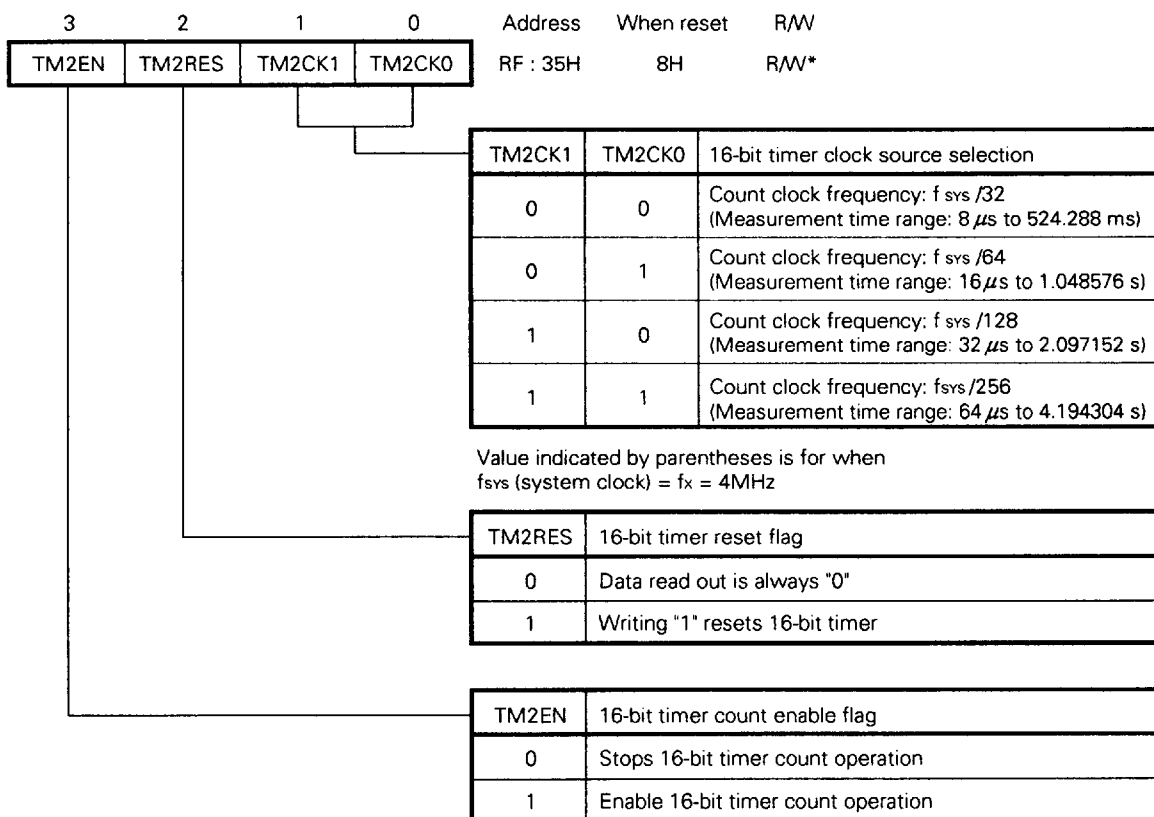 3 2 1 0 Address When reset R/W
TM2EN TM2RES TM2CK1 TM2CK0 RF : 35H 8H R/W*
TM2CK1 TM2CK0 16-bit timer clock source selection
0 0 Count clock frequency: f SYS /32
(Measurement time range: 8 μs to 524.288 ms)
0 1 Count clock frequency: f SYS /64
(Measurement time range: 16 μs to 1.048576 s)
1 0 Count clock frequency: f SYS /128
(Measurement time range: 32 μs to 2.097152 s)
1 1 Count clock frequency: fSYS /256
(Measurement time range: 64 μs to 4.194304 s)
Value indicated by parentheses is for when
fSYS (system clock) = fX = 4MHz
TM2RES 16-bit timer reset flag
0 Data read out is always "0"
1 Writing "1" resets 16-bit timer
TM2EN 16-bit timer count enable flag
0 Stops 16-bit timer count operation
1 Enable 16-bit timer count operation